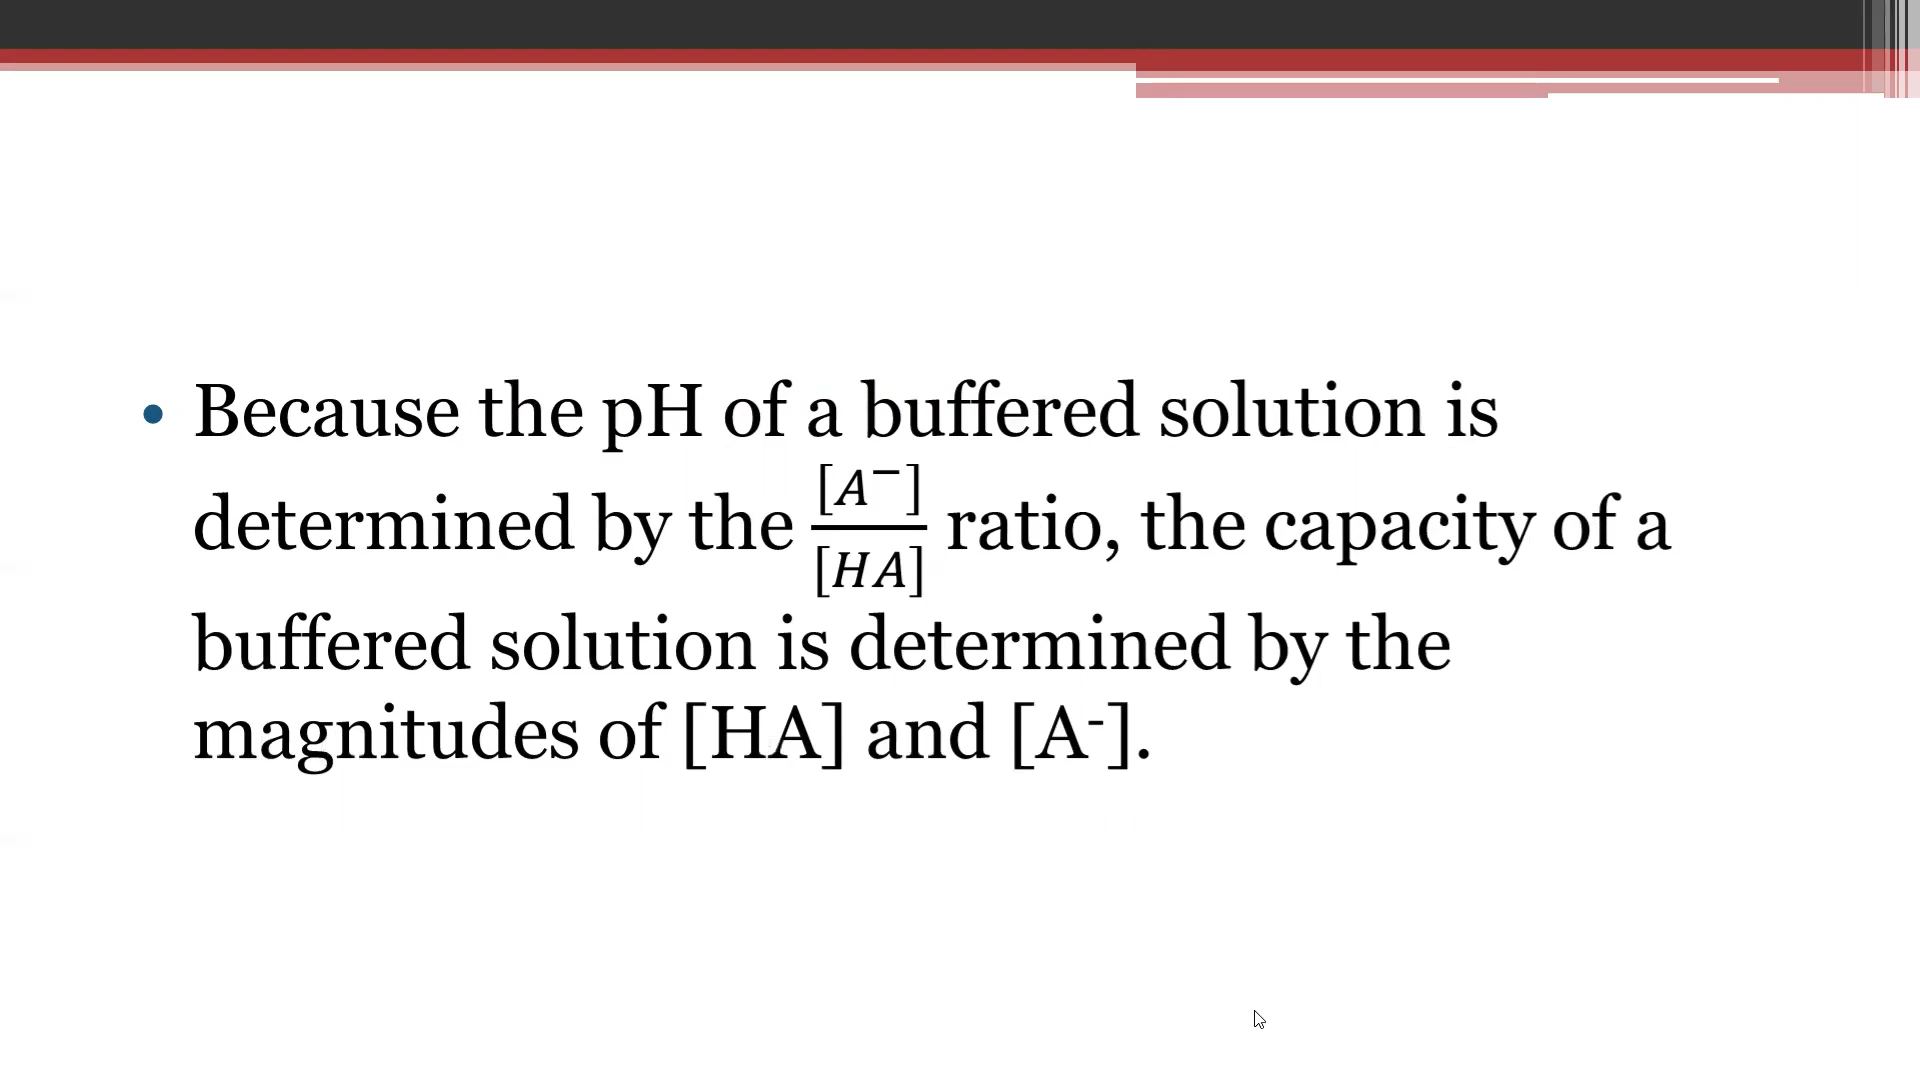 • Because the pH of a buffered solution is
determined by the [A⁻]/[HA] ratio, the capacity of a
buffered solution is determined by the
magnitudes of [HA] and [A⁻].